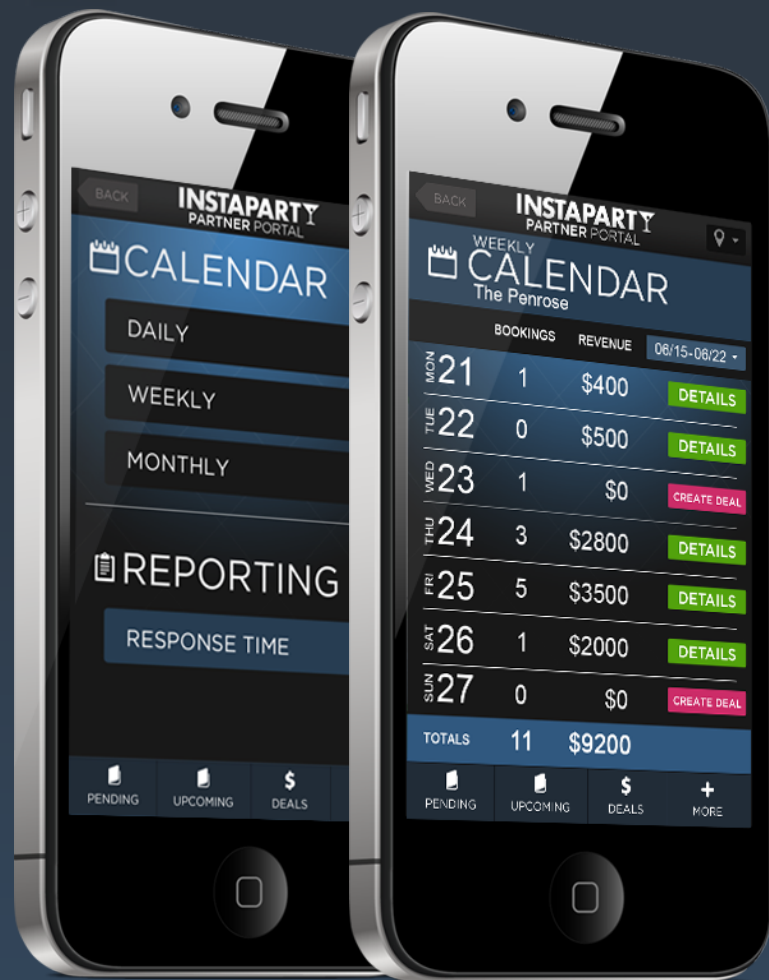 BACK
INSTAPARTY
PARTNER PORTAL
CALENDAR
DAILY
WEEKLY
MONTHLY
REPORTING
RESPONSE TIME
PENDING UPCOMING $ DEALS
BACK
INSTAPARTY
PARTNER PORTAL
WEEKLY
CALENDAR
The Penrose
BOOKINGS REVENUE 06/15-06/22
MON 21 1 $400 DETAILS
TUE 22 0 $500 DETAILS
WED 23 1 $0 CREATE DEAL
THU 24 3 $2800 DETAILS
FRI 25 5 $3500 DETAILS
SAT 26 1 $2000 DETAILS
SUN 27 0 $0 CREATE DEAL
TOTALS 11 $9200
PENDING UPCOMING $ DEALS + MORE